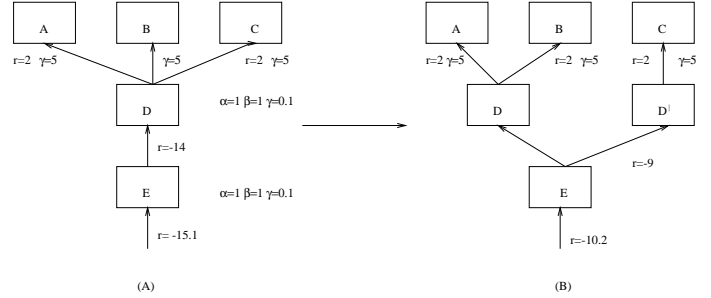 A B C A B C
r=2 γ=5 γ=5 r=2 γ=5 r=2 γ=5 r=2 γ=5 r=2 γ=5
D α=1 β=1 γ=0.1 D D|
r=-14 r=-9
E α=1 β=1 γ=0.1 E
r= -15.1 r=-10.2
(A) (B)